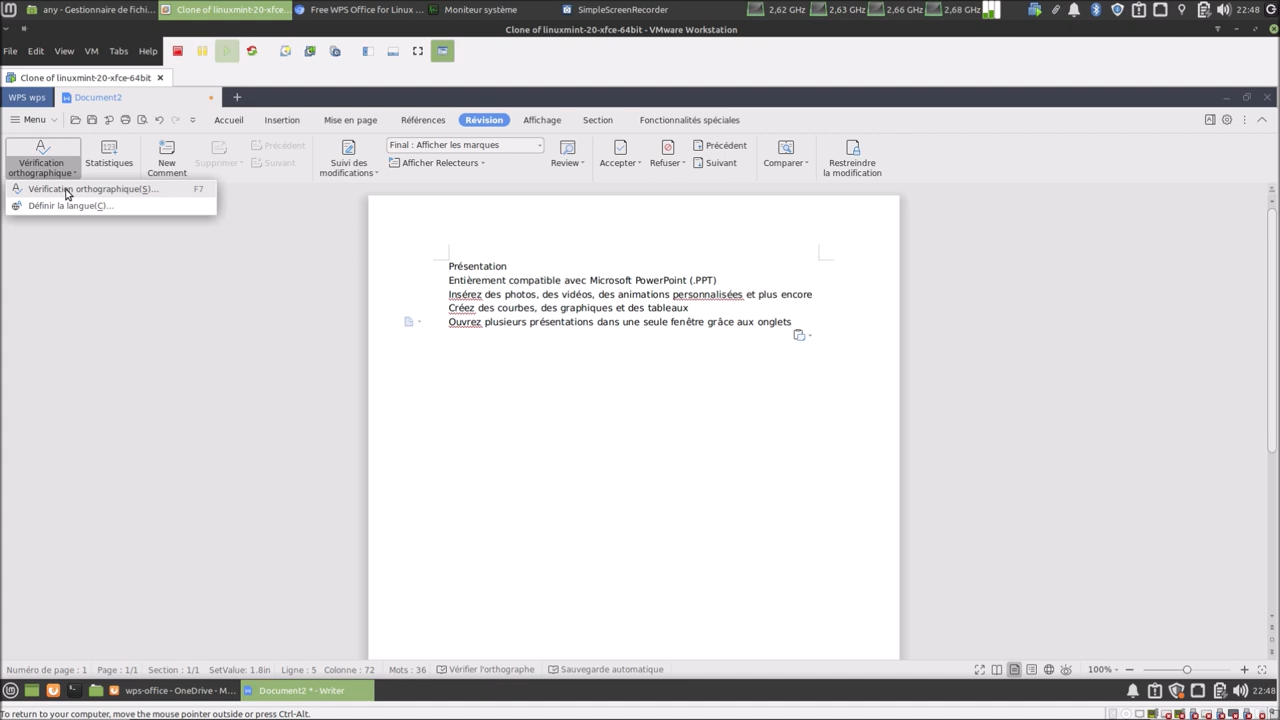 any - Gestionnaire de fichi...
Clone of linuxmint-20-xfce...
Free WPS Office for Linux ...
Moniteur système
SimpleScreenRecorder
2,62 GHz
2,63 GHz
2,66 GHz
2,68 GHz
22:48
Clone of linuxmint-20-xfce-64bit - VMware Workstation
File Edit View VM Tabs Help
Clone of linuxmint-20-xfce-64bit
WPS wps
Document2
Menu
Accueil Insertion Mise en page Références Révision Affichage Section Fonctionnalités spéciales
Vérification orthographique
Statistiques
123
New Comment
Supprimer
Précédent
Suivant
Suivi des modifications
Final : Afficher les marques
Afficher Relecteurs
Review
Accepter
Refuser
Précédent
Suivant
Comparer
Restreindre la modification
Vérification orthographique(S)... F7
Définir la langue(C)...
Présentation
Entièrement compatible avec Microsoft PowerPoint (.PPT)
Insérez des photos, des vidéos, des animations personnalisées et plus encore
Créez des courbes, des graphiques et des tableaux
Ouvrez plusieurs présentations dans une seule fenêtre grâce aux onglets
Numéro de page : 1 Page : 1/1 Section : 1/1 SetValue: 1.8in Ligne : 5 Colonne : 72 Mots : 36 Vérifier l'orthographe Sauvegarde automatique 100%
wps-office - OneDrive - M...
Document2 * - Writer
22:48
To return to your computer, move the mouse pointer outside or press Ctrl-Alt.